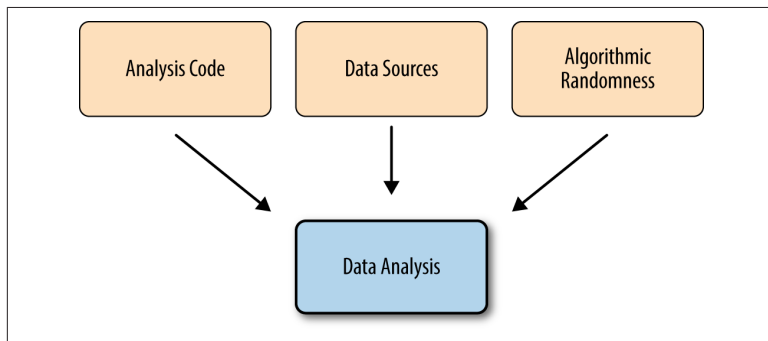 Analysis Code
Data Sources
Algorithmic
Randomness
Data Analysis